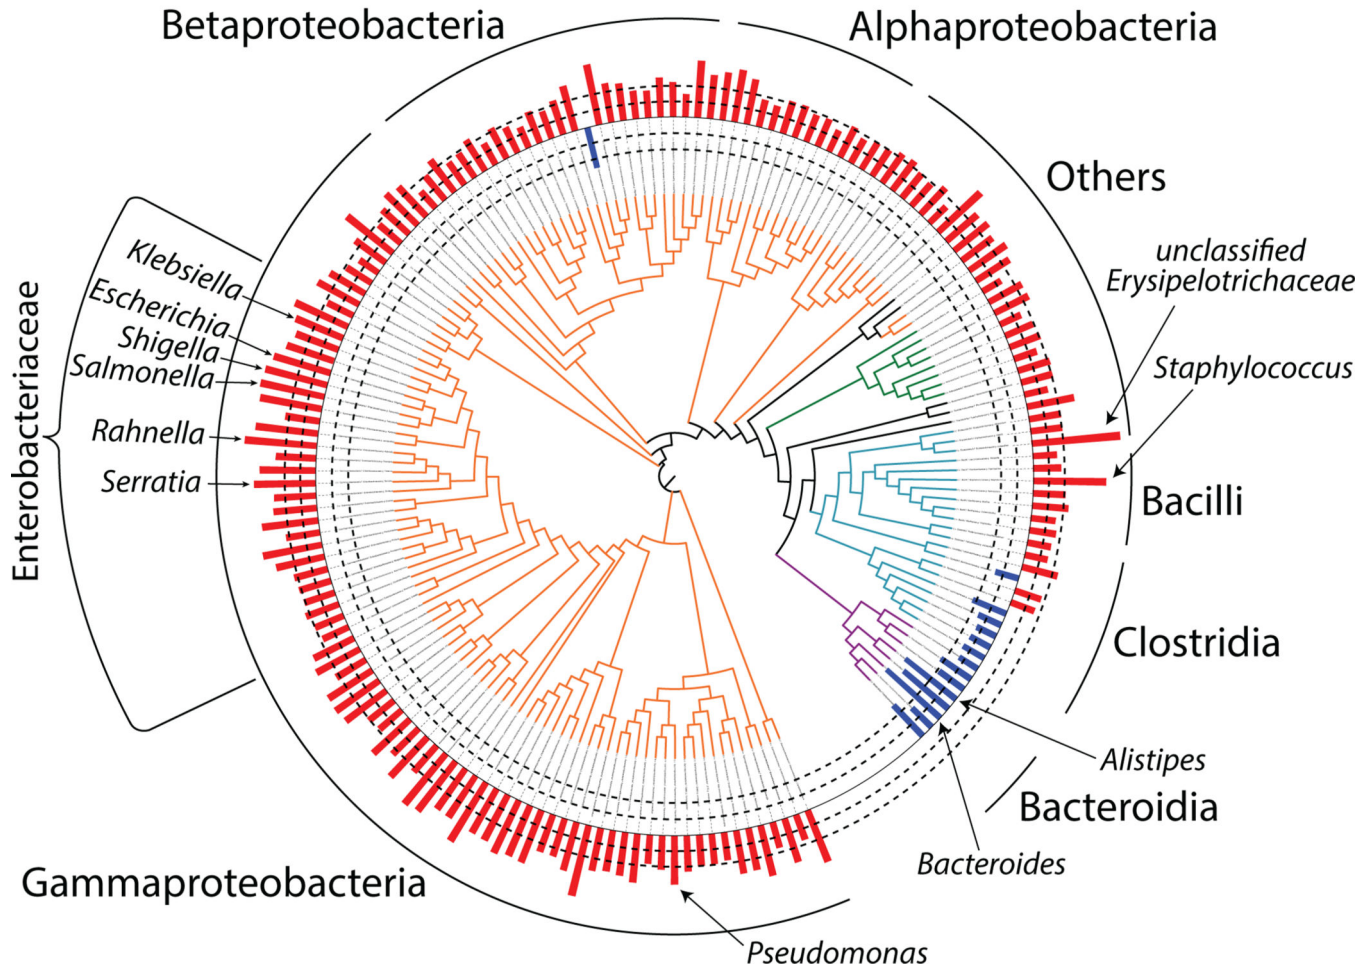 Betaproteobacteria
Alphaproteobacteria
Others
unclassified
Erysipelotrichaceae
Staphylococcus
Bacilli
Clostridia
Alistipes
Bacteroidia
Bacteroides
Pseudomonas
Gammaproteobacteria
Enterobacteriaceae
Klebsiella
Escherichia
Shigella
Salmonella
Rahnella
Serratia